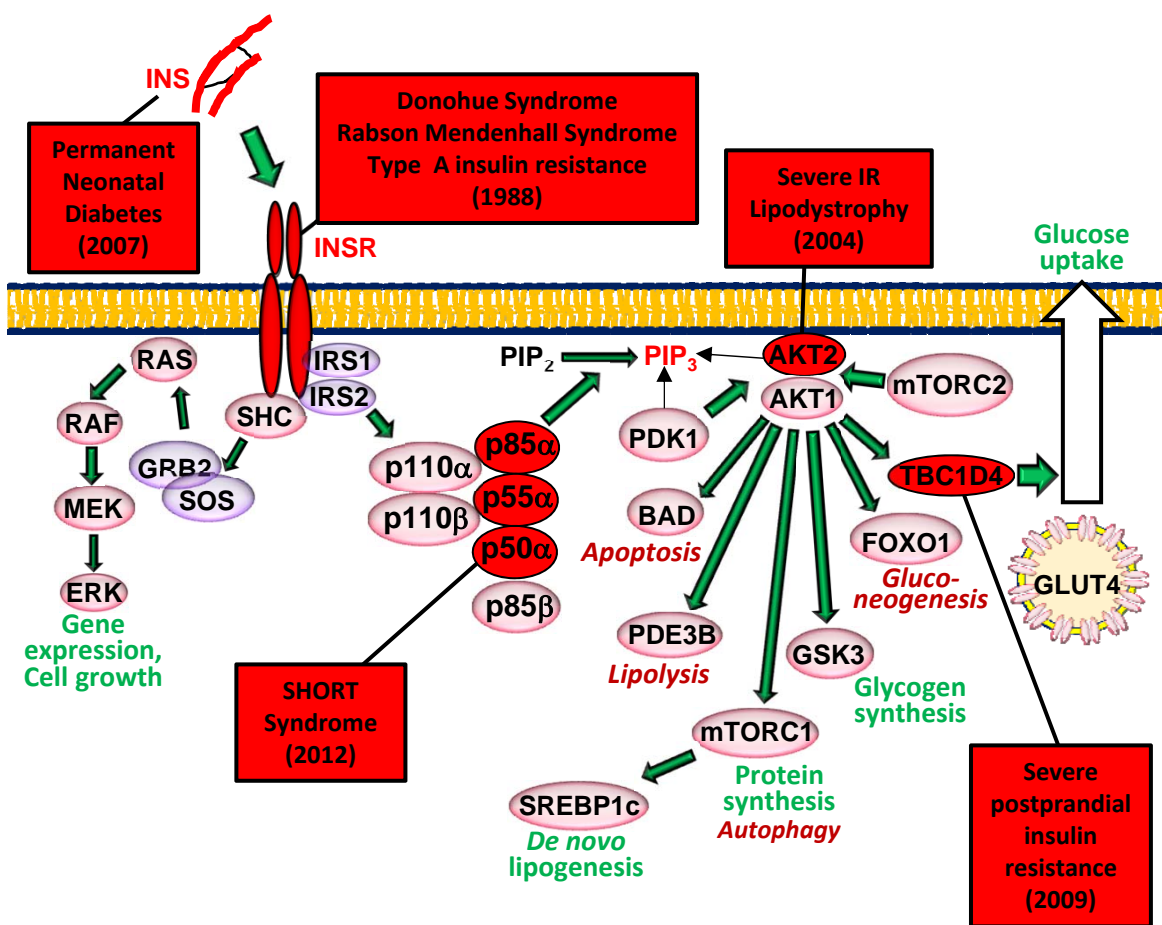 INS
Permanent
Neonatal
Diabetes
(2007)
Donohue Syndrome
Rabson Mendenhall Syndrome
Type A insulin resistance
(1988)
INSR
Severe IR
Lipodystrophy
(2004)
Glucose
uptake
RAS
RAF
MEK
ERK
Gene
expression,
Cell growth
GRB2
SOS
SHC
IRS1
IRS2
PIP₂
PIP₃
AKT2
AKT1
mTORC2
PDK1
p110α
p110β
p85α
p55α
p50α
p85β
BAD
Apoptosis
TBC1D4
FOXO1
Gluco-
neogenesis
GLUT4
PDE3B
Lipolysis
GSK3
Glycogen
synthesis
SHORT
Syndrome
(2012)
mTORC1
Protein
synthesis
Autophagy
SREBP1c
De novo
lipogenesis
Severe
postprandial
insulin
resistance
(2009)